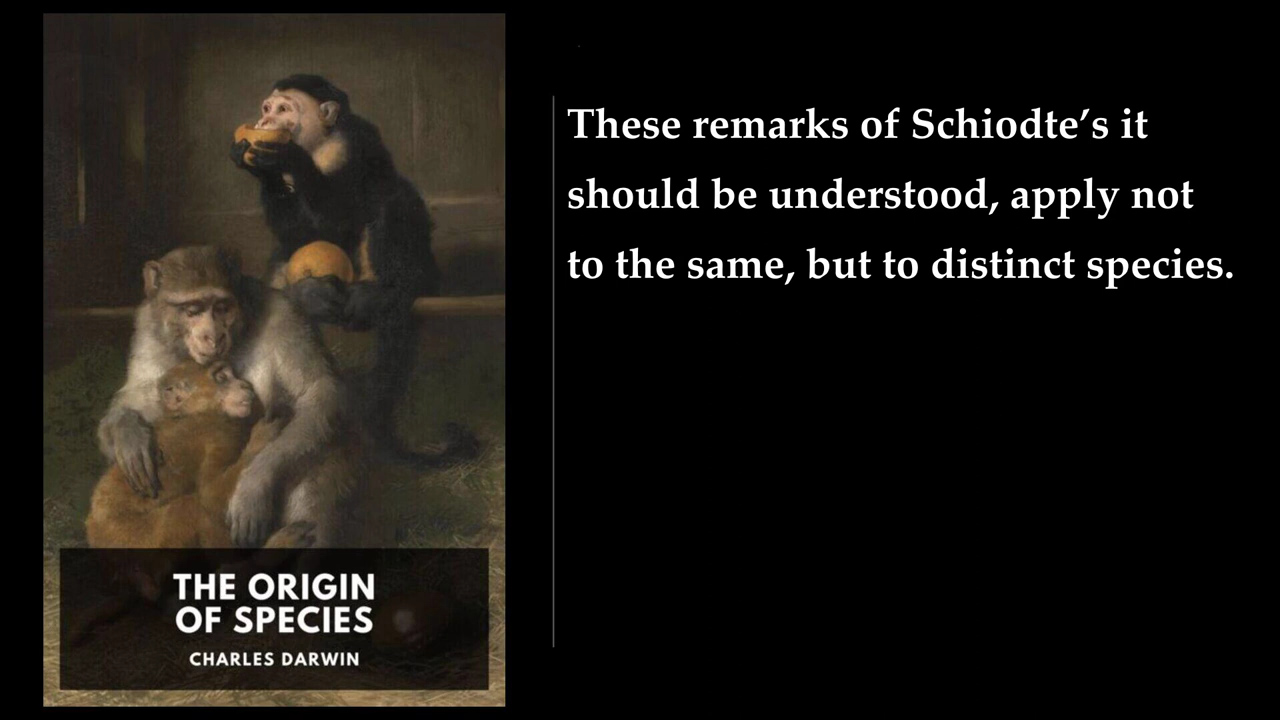 These remarks of Schiodte’s it
should be understood, apply not
to the same, but to distinct species.
THE ORIGIN
OF SPECIES
CHARLES DARWIN